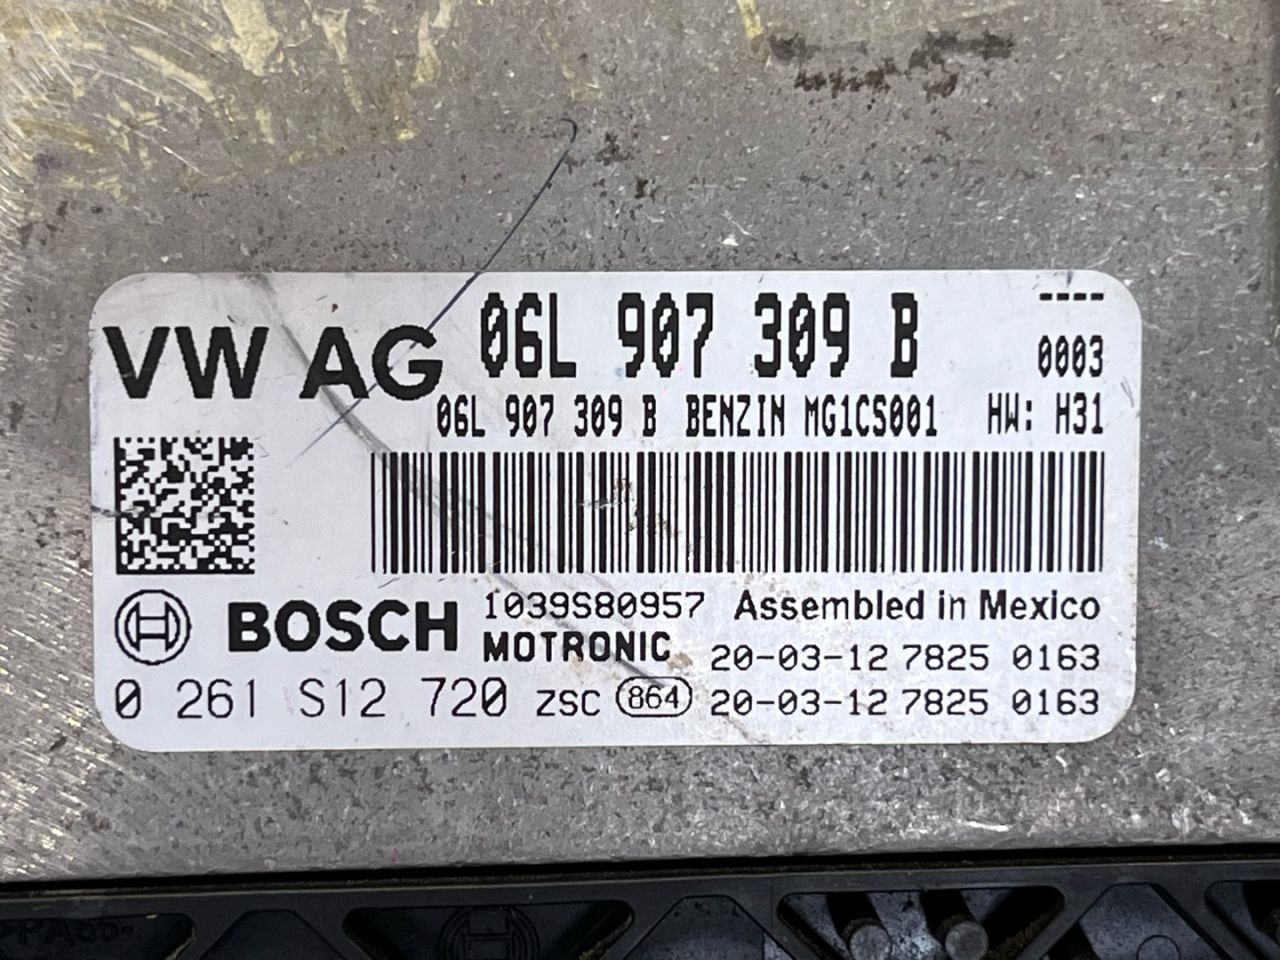 VW AG 06L 907 309 B ----
0003
06L 907 309 B BENZIN MG1CS001 HW: H31
BOSCH 1039S80957 Assembled in Mexico
MOTRONIC 20-03-12 7825 0163
0 261 S12 720 ZSC 864 20-03-12 7825 0163